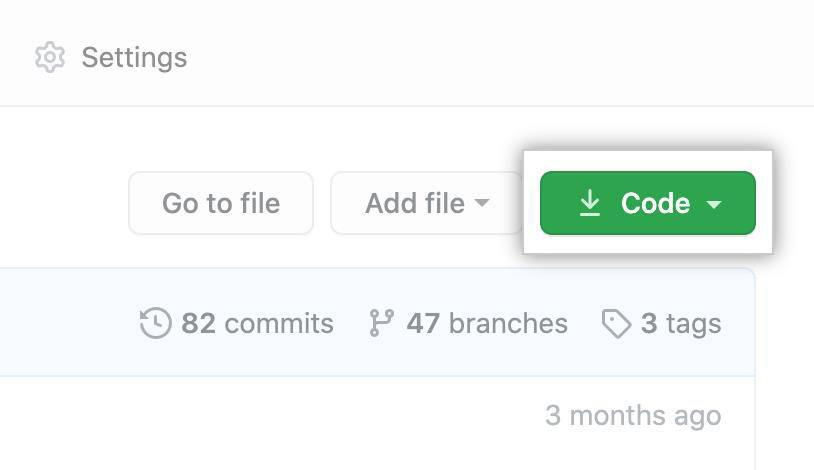 Settings
Go to file Add file Code
82 commits 47 branches 3 tags
3 months ago